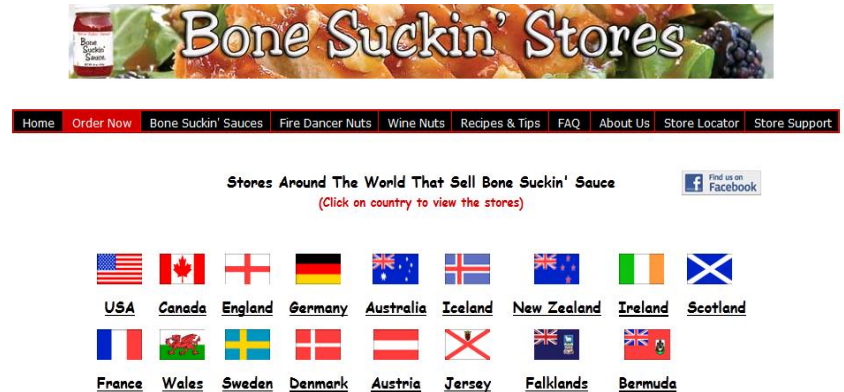 Bone Suckin' Sauce
Bone Suckin' Stores
Home Order Now Bone Suckin' Sauces Fire Dancer Nuts Wine Nuts Recipes & Tips FAQ About Us Store Locator Store Support
Stores Around The World That Sell Bone Suckin' Sauce
(Click on country to view the stores)
Find us on
Facebook
USA Canada England Germany Australia Iceland New Zealand Ireland Scotland
France Wales Sweden Denmark Austria Jersey Falklands Bermuda